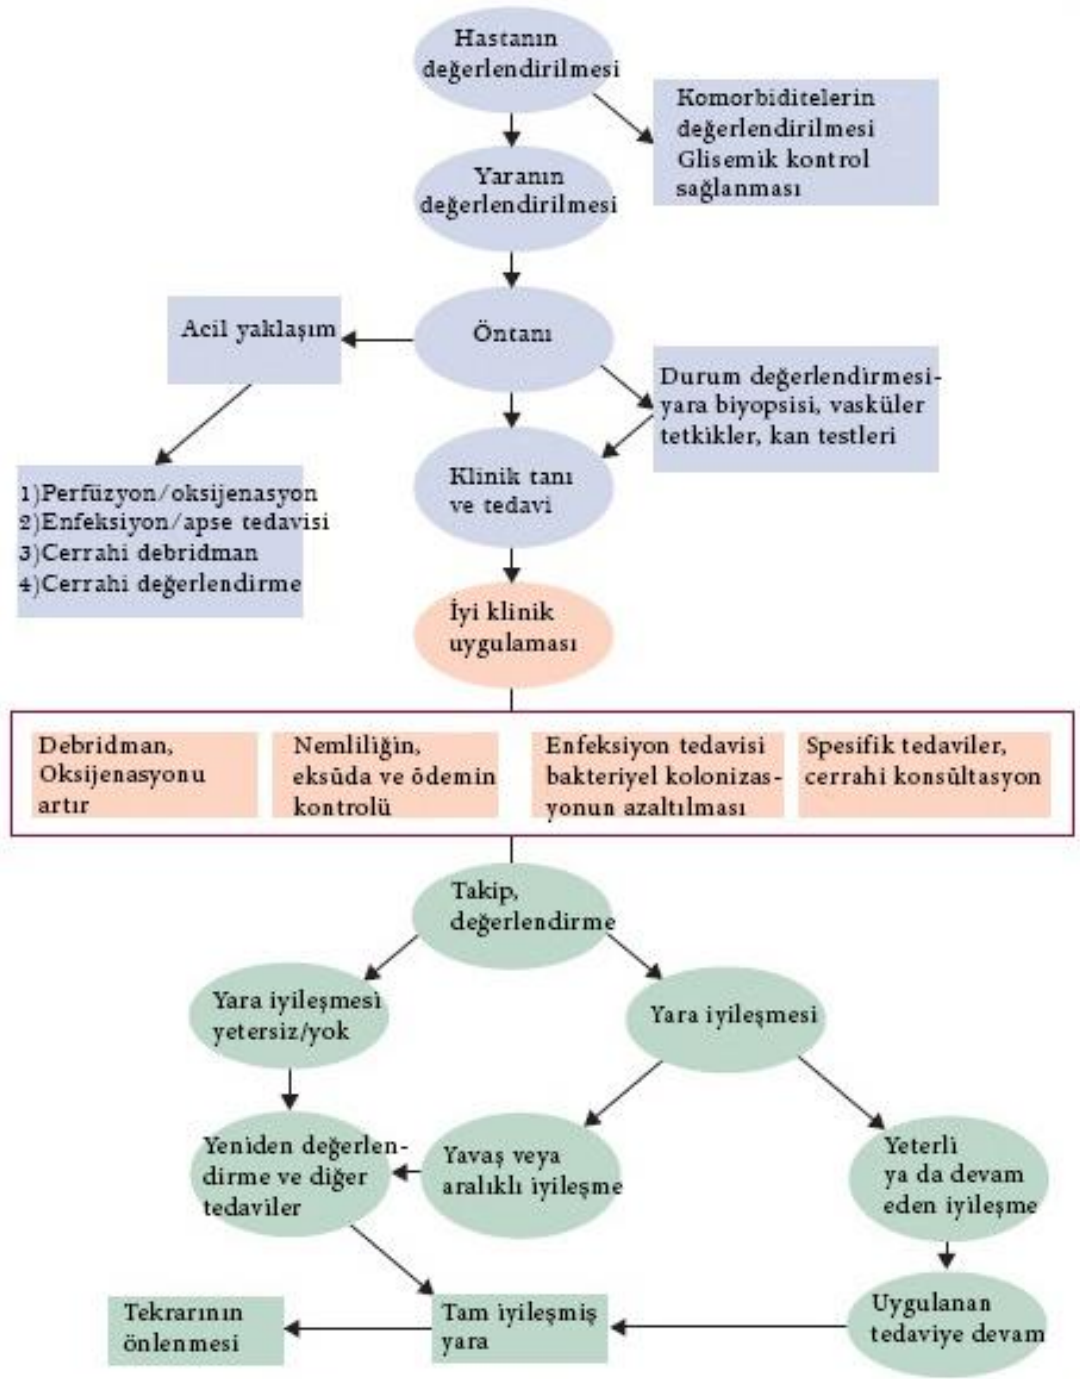 Hastanın
değerlendirilmesi
Komorbiditelerin
değerlendirilmesi
Glisemik kontrol
sağlanması
Yaranın
değerlendirilmesi
Acil yaklaşım
Öntanı
Durum değerlendirmesi-
yara biyopsisi, vasküler
tetkikler, kan testleri
Klinik tanı
ve tedavi
1)Perfüzyon/oksijenasyon
2)Enfeksiyon/apse tedavisi
3)Cerrahi debridman
4)Cerrahi değerlendirme
İyi klinik
uygulaması
Debridman,
Oksijenasyonu
artır
Nemliliğin,
eksüda ve ödemin
kontrolü
Enfeksiyon tedavisi
bakteriyel kolonizas-
yonun azaltılması
Spesifik tedaviler,
cerrahi konsültasyon
Takip,
değerlendirme
Yara iyileşmesi
yetersiz/yok
Yara iyileşmesi
Yeniden değerlen-
dirme ve diğer
tedaviler
Yavaş veya
aralıklı iyileşme
Yeterli
ya da devam
eden iyileşme
Tekrarının
önlenmesi
Tam iyileşmiş
yara
Uygulanan
tedaviye devam